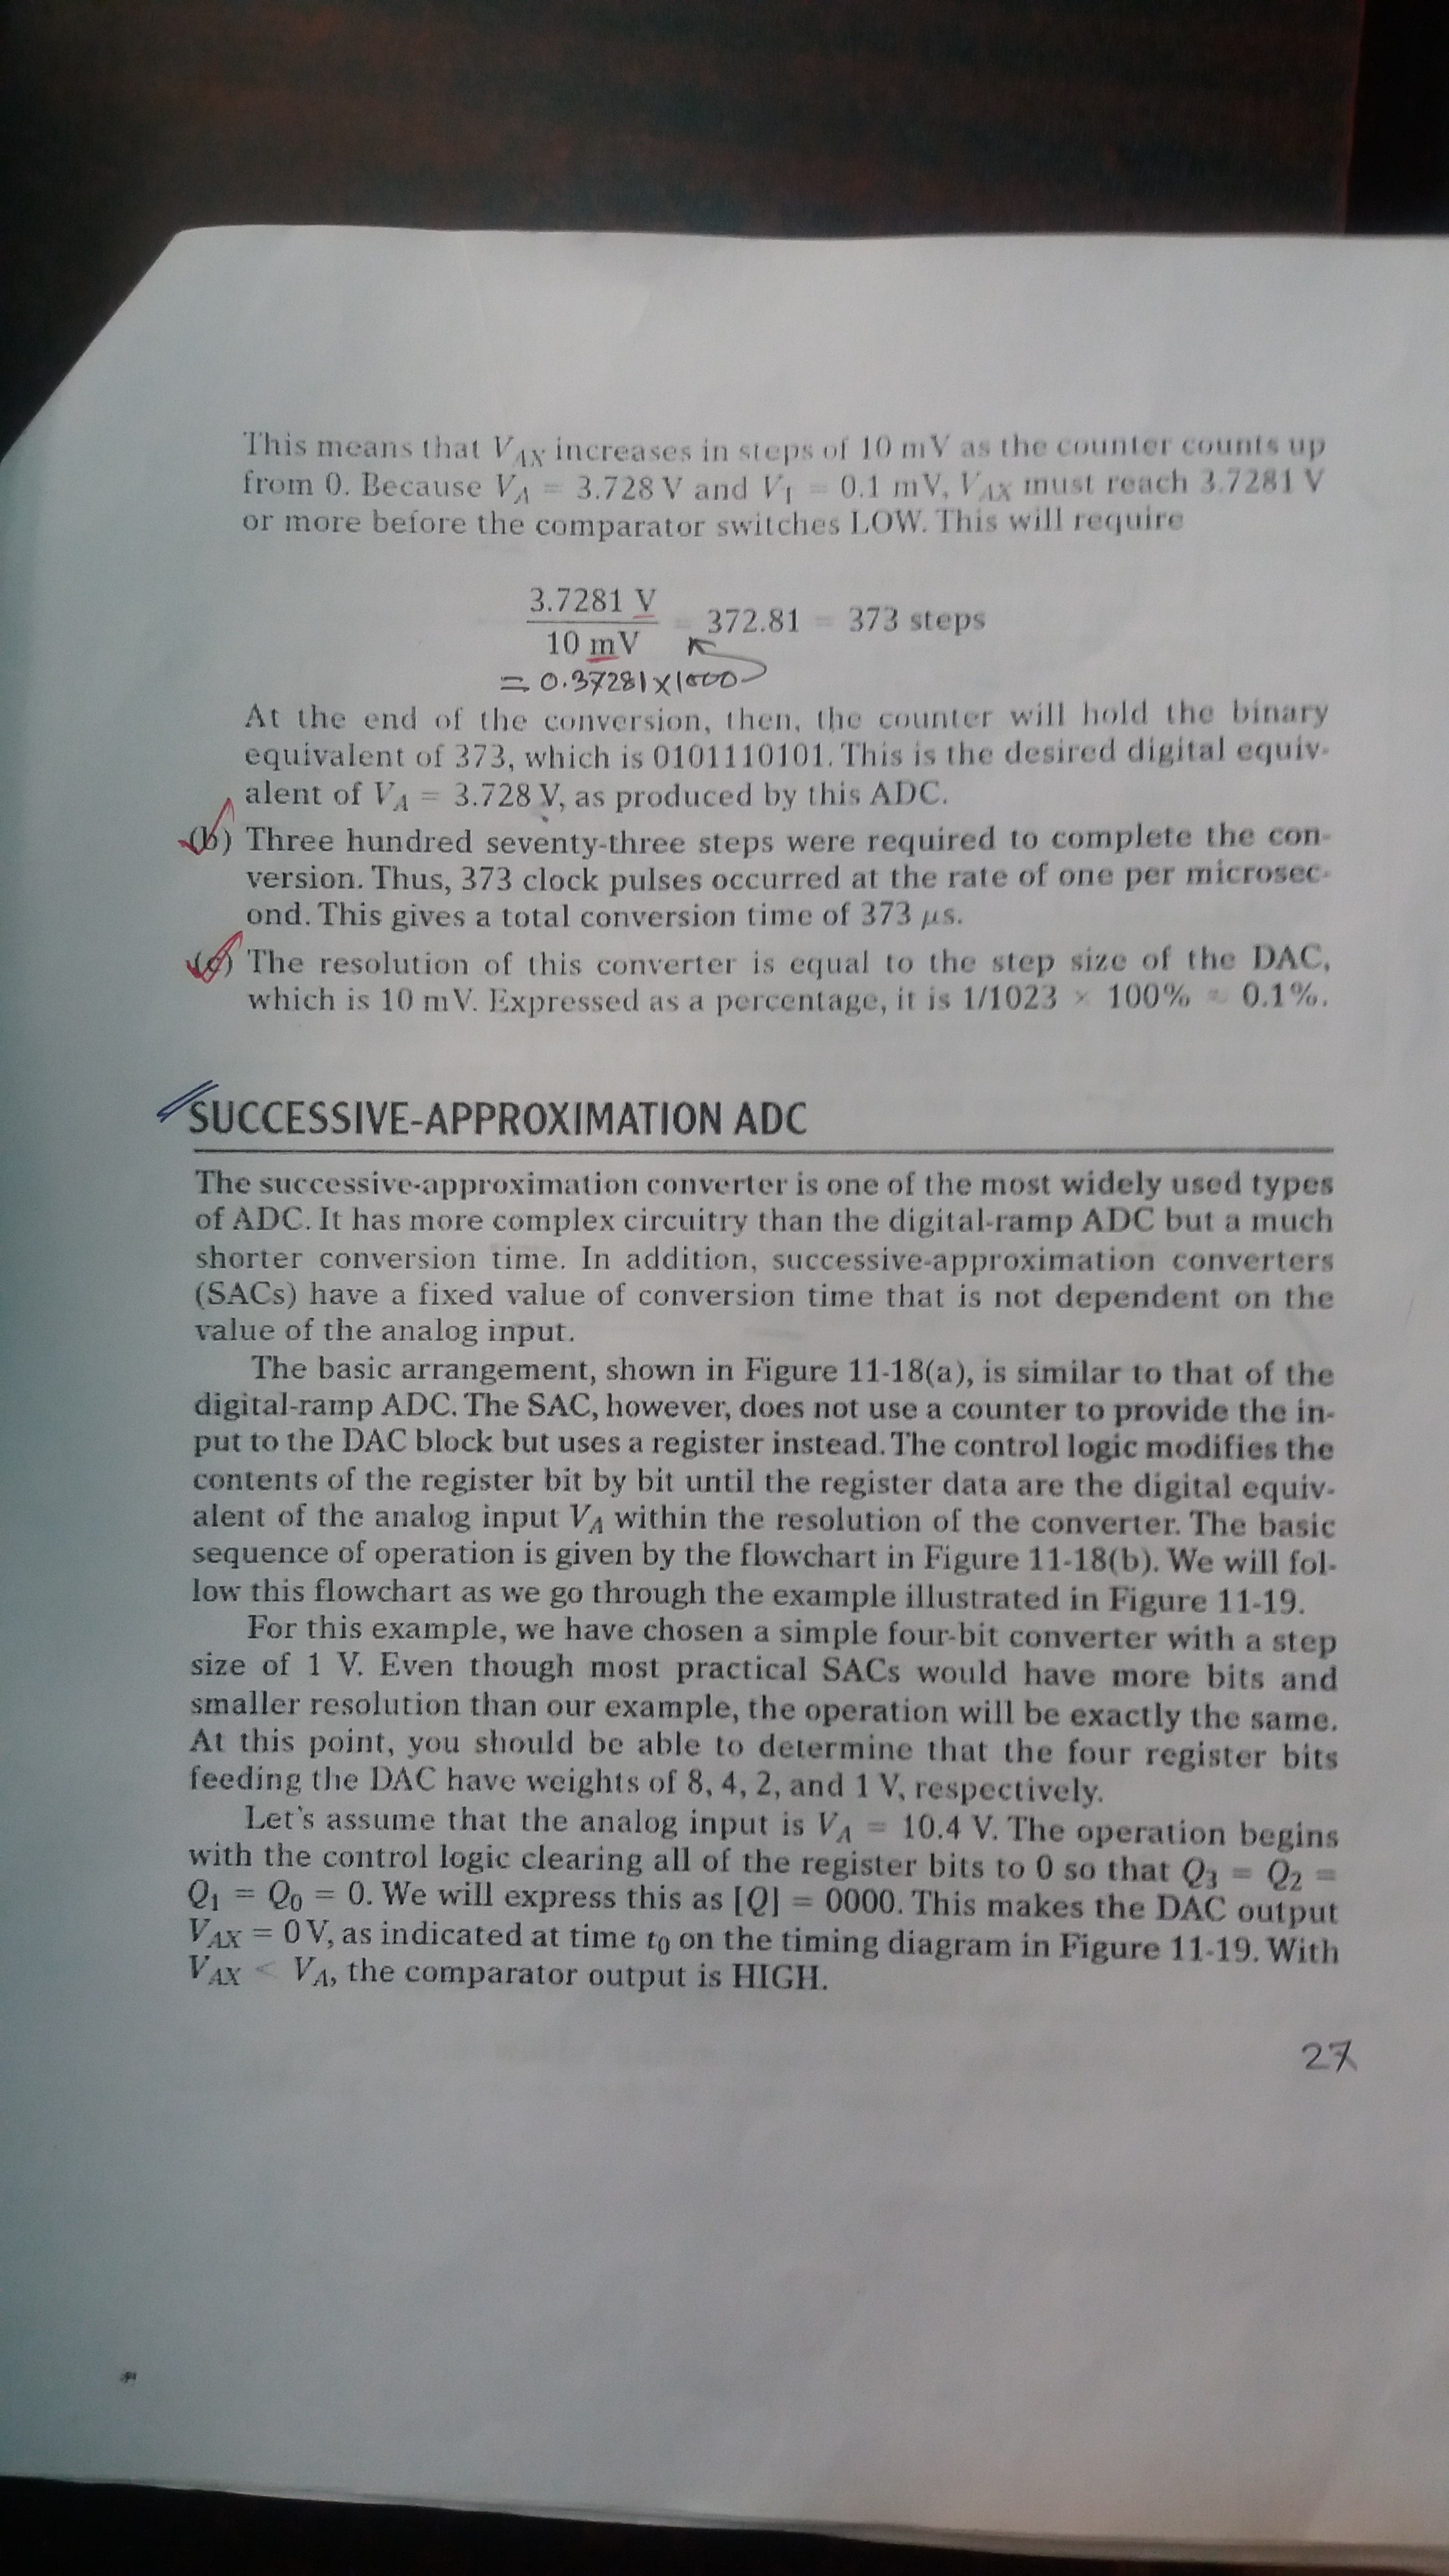 This means that V_AX increases in steps of 10 mV as the counter counts up
from 0. Because V_A = 3.728 V and V_T = 0.1 mV, V_AX must reach 3.7281 V
or more before the comparator switches LOW. This will require
3.7281 V
10 mV
= 372.81 = 373 steps
= 0.37281×1000
At the end of the conversion, then, the counter will hold the binary
equivalent of 373, which is 0101110101. This is the desired digital equiv-
alent of V_A = 3.728 V, as produced by this ADC.
(b) Three hundred seventy-three steps were required to complete the con-
version. Thus, 373 clock pulses occurred at the rate of one per microsec-
ond. This gives a total conversion time of 373 μs.
(c) The resolution of this converter is equal to the step size of the DAC,
which is 10 mV. Expressed as a percentage, it is 1/1023 × 100% ≈ 0.1%.
SUCCESSIVE-APPROXIMATION ADC
The successive-approximation converter is one of the most widely used types
of ADC. It has more complex circuitry than the digital-ramp ADC but a much
shorter conversion time. In addition, successive-approximation converters
(SACs) have a fixed value of conversion time that is not dependent on the
value of the analog input.
The basic arrangement, shown in Figure 11-18(a), is similar to that of the
digital-ramp ADC. The SAC, however, does not use a counter to provide the in-
put to the DAC block but uses a register instead. The control logic modifies the
contents of the register bit by bit until the register data are the digital equiv-
alent of the analog input V_A within the resolution of the converter. The basic
sequence of operation is given by the flowchart in Figure 11-18(b). We will fol-
low this flowchart as we go through the example illustrated in Figure 11-19.
For this example, we have chosen a simple four-bit converter with a step
size of 1 V. Even though most practical SACs would have more bits and
smaller resolution than our example, the operation will be exactly the same.
At this point, you should be able to determine that the four register bits
feeding the DAC have weights of 8, 4, 2, and 1 V, respectively.
Let's assume that the analog input is V_A = 10.4 V. The operation begins
with the control logic clearing all of the register bits to 0 so that Q_3 = Q_2 =
Q_1 = Q_0 = 0. We will express this as [Q] = 0000. This makes the DAC output
V_AX = 0 V, as indicated at time t_0 on the timing diagram in Figure 11-19. With
V_AX < V_A, the comparator output is HIGH.
27